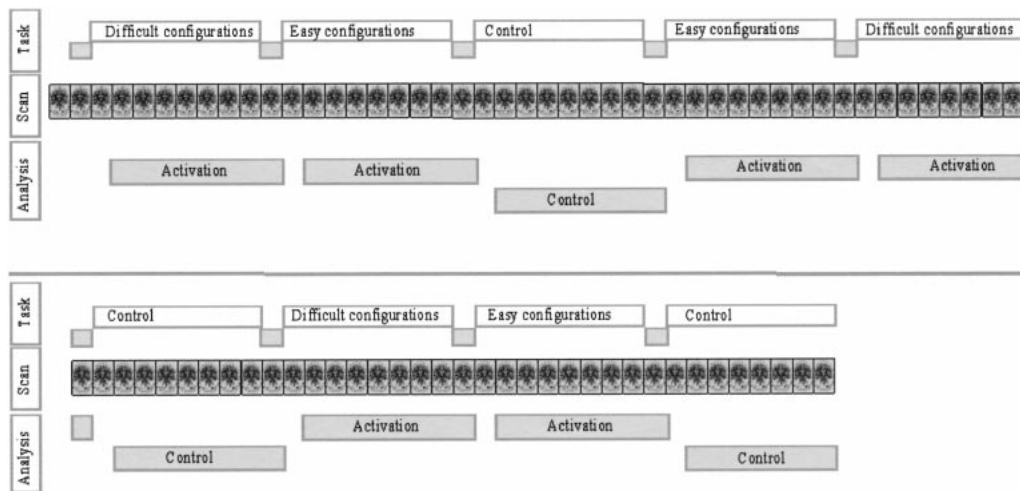 Task
Difficult configurations
Easy configurations
Control
Easy configurations
Difficult configurations
Scan
Analysis
Activation
Activation
Control
Activation
Activation
Task
Control
Difficult configurations
Easy configurations
Control
Scan
Analysis
Control
Activation
Activation
Control